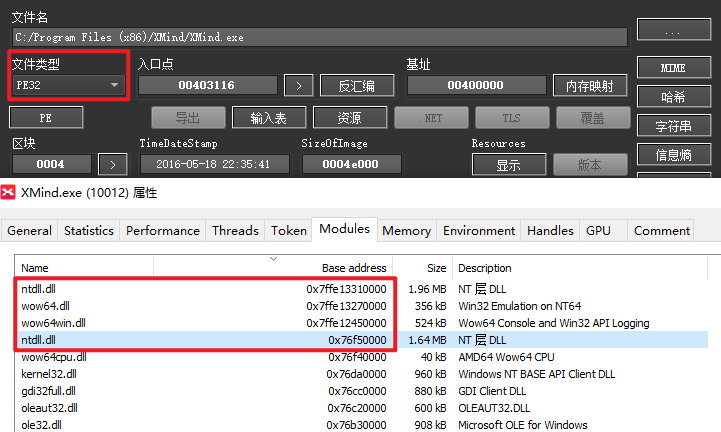 文件名
C:/Program Files (x86)/XMind/XMind.exe
...
文件类型 入口点 基址
PE32 00403116 > 反汇编 00400000 内存映射 MIME
PE 导出 输入表 资源 .NET TLS 覆盖 哈希
区块 TimeDateStamp SizeOfImage Resources 字符串
0004 > 2016-05-18 22:35:41 0004e000 显示 版本 信息熵
XMind.exe (10012) 属性
General Statistics Performance Threads Token Modules Memory Environment Handles GPU Comment
Name Base address Size Description
ntdll.dll 0x7ffe13310000 1.96 MB NT 层 DLL
wow64.dll 0x7ffe13270000 356 kB Win32 Emulation on NT64
wow64win.dll 0x7ffe12450000 524 kB Wow64 Console and Win32 API Logging
ntdll.dll 0x76f50000 1.64 MB NT 层 DLL
wow64cpu.dll 0x76f40000 40 kB AMD64 Wow64 CPU
kernel32.dll 0x76da0000 960 kB Windows NT BASE API Client DLL
gdi32full.dll 0x76cc0000 880 kB GDI Client DLL
oleaut32.dll 0x76c20000 600 kB OLEAUT32.DLL
ole32.dll 0x76b30000 908 kB Microsoft OLE for Windows